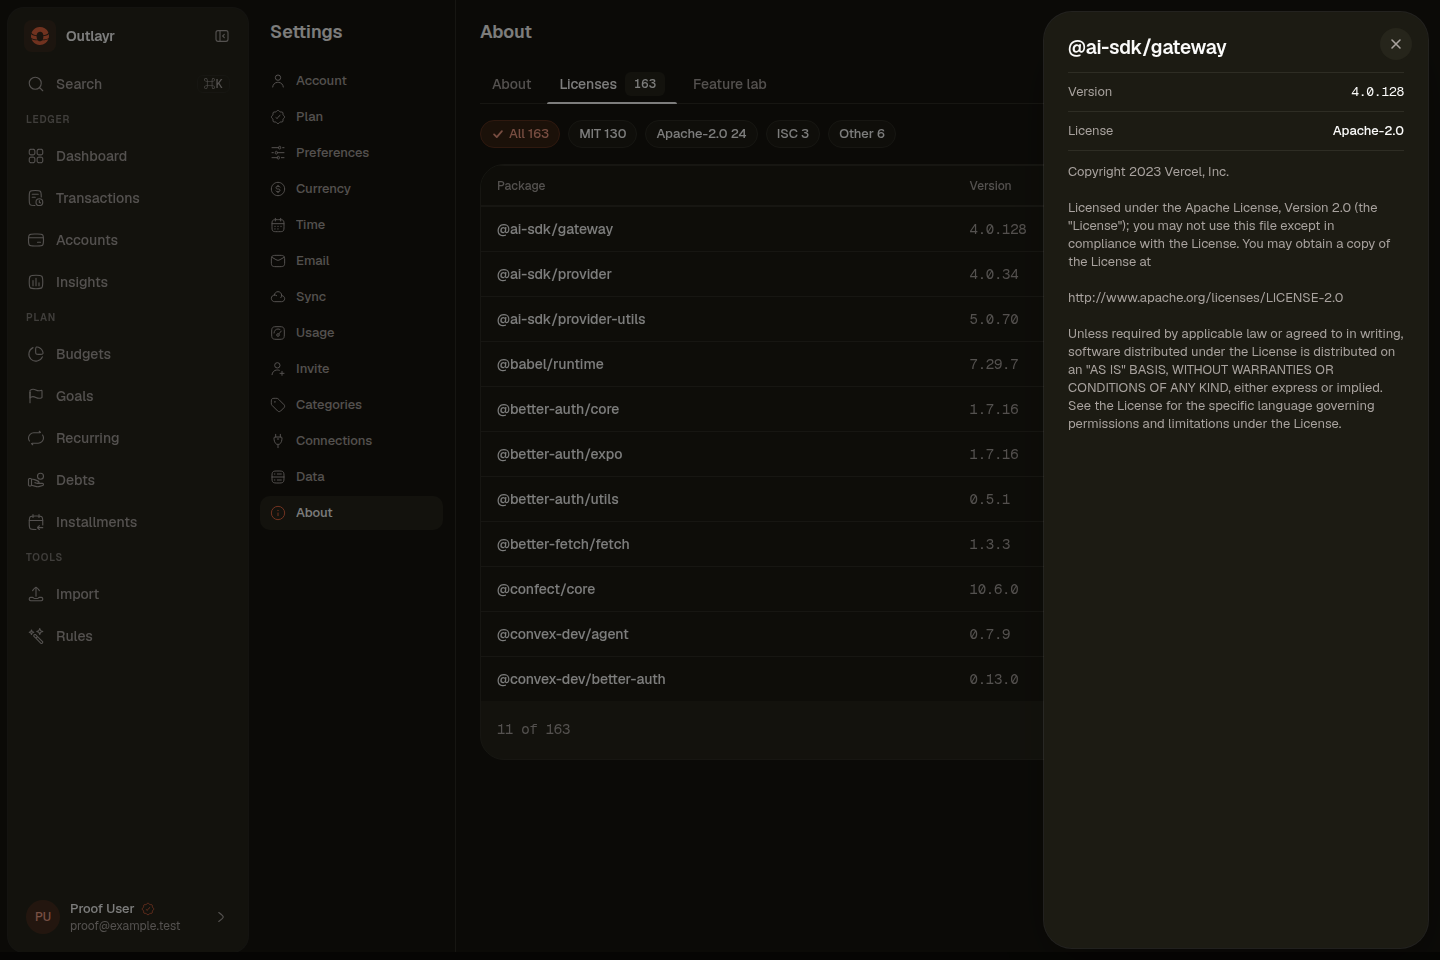 Outlayr
Search ⌘K
LEDGER
Dashboard
Transactions
Accounts
Insights
PLAN
Budgets
Goals
Recurring
Debts
Installments
TOOLS
Import
Rules
PU
Proof User
proof@example.test
Settings
Account
Plan
Preferences
Currency
Time
Email
Sync
Usage
Invite
Categories
Connections
Data
About
About
About Licenses 163 Feature lab
All 163 MIT 130 Apache-2.0 24 ISC 3 Other 6
Package Version
@ai-sdk/gateway 4.0.128
@ai-sdk/provider 4.0.34
@ai-sdk/provider-utils 5.0.70
@babel/runtime 7.29.7
@better-auth/core 1.7.16
@better-auth/expo 1.7.16
@better-auth/utils 0.5.1
@better-fetch/fetch 1.3.3
@confect/core 10.6.0
@convex-dev/agent 0.7.9
@convex-dev/better-auth 0.13.0
11 of 163
@ai-sdk/gateway
Version 4.0.128
License Apache-2.0
Copyright 2023 Vercel, Inc.
Licensed under the Apache License, Version 2.0 (the
"License"); you may not use this file except in
compliance with the License. You may obtain a copy of
the License at
http://www.apache.org/licenses/LICENSE-2.0
Unless required by applicable law or agreed to in writing,
software distributed under the License is distributed on
an "AS IS" BASIS, WITHOUT WARRANTIES OR
CONDITIONS OF ANY KIND, either express or implied.
See the License for the specific language governing
permissions and limitations under the License.